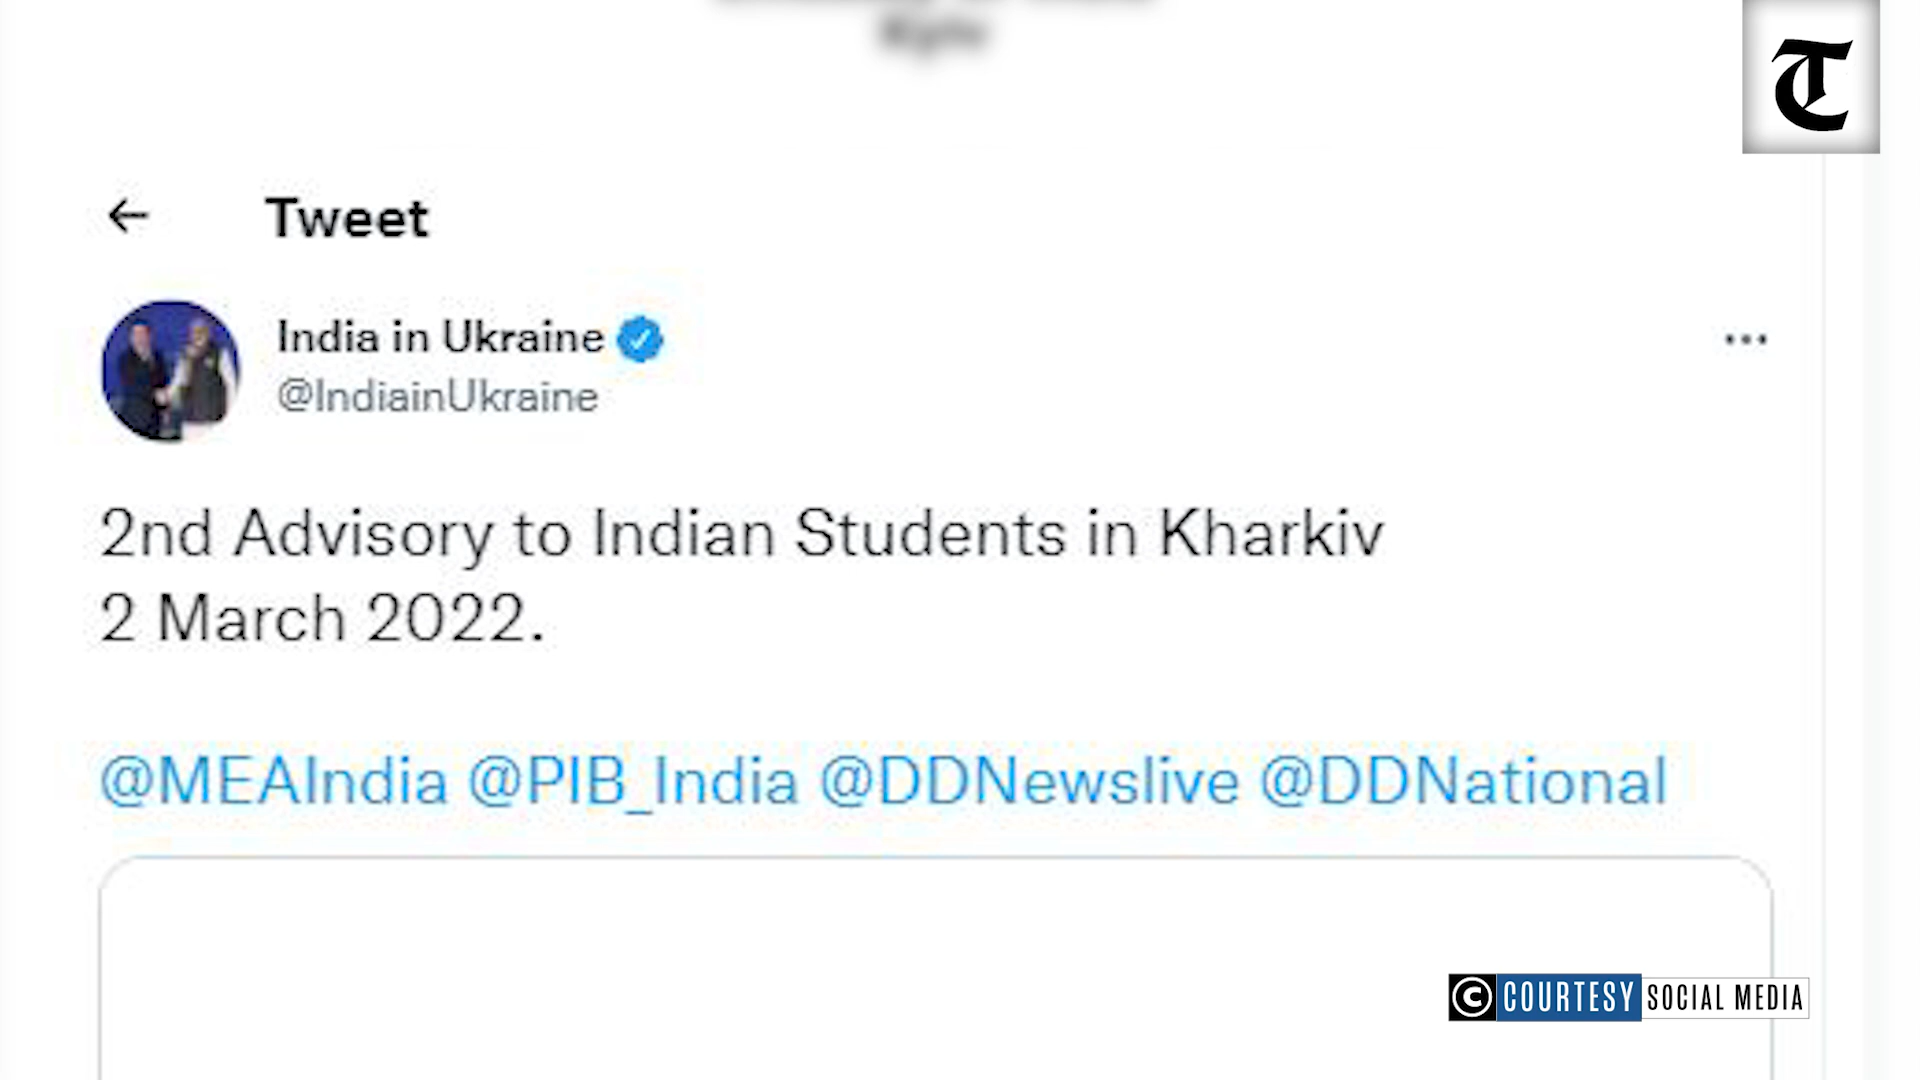 Tweet
India in Ukraine
@IndiainUkraine
2nd Advisory to Indian Students in Kharkiv
2 March 2022.
@MEAIndia @PIB_India @DDNewslive @DDNational
T
© COURTESY SOCIAL MEDIA